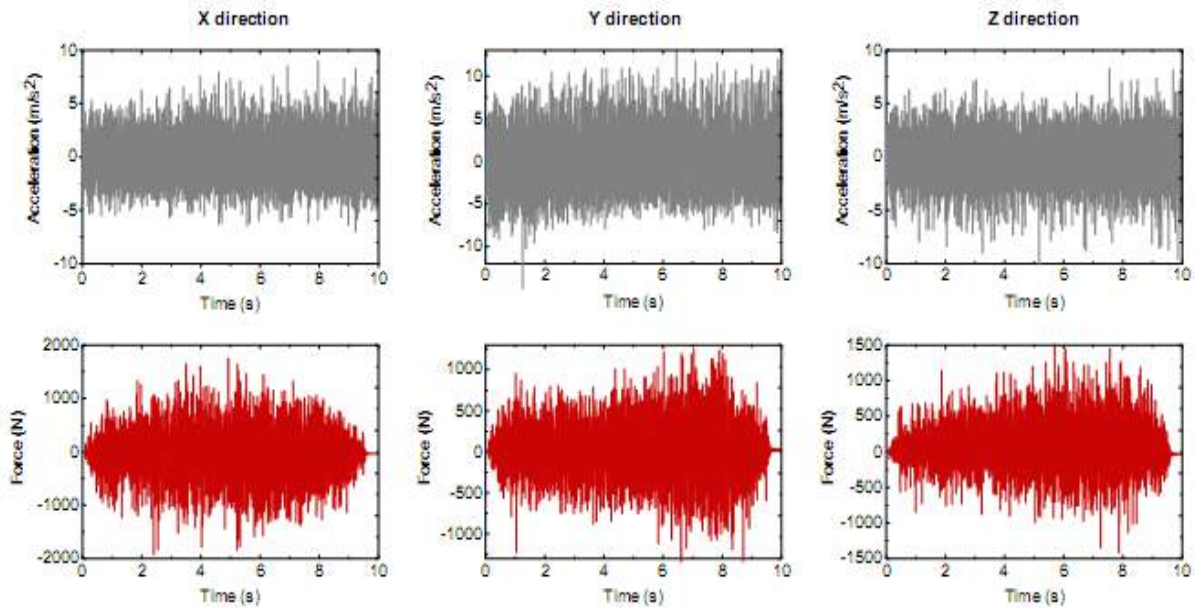 X direction
Y direction
Z direction
Acceleration (m/s2)
10
5
0
-5
-10
0 2 4 6 8 10
Time (s)
Acceleration (m/s2)
10
5
0
-5
-10
0 2 4 6 8 10
Time (s)
Acceleration (m/s2)
10
5
0
-5
-10
0 2 4 6 8 10
Time (s)
Force (N)
2000
1000
0
-1000
-2000
0 2 4 6 8 10
Time (s)
Force (N)
1000
500
0
-500
-1000
0 2 4 6 8 10
Time (s)
Force (N)
1500
1000
500
0
-500
-1000
-1500
0 2 4 6 8 10
Time (s)